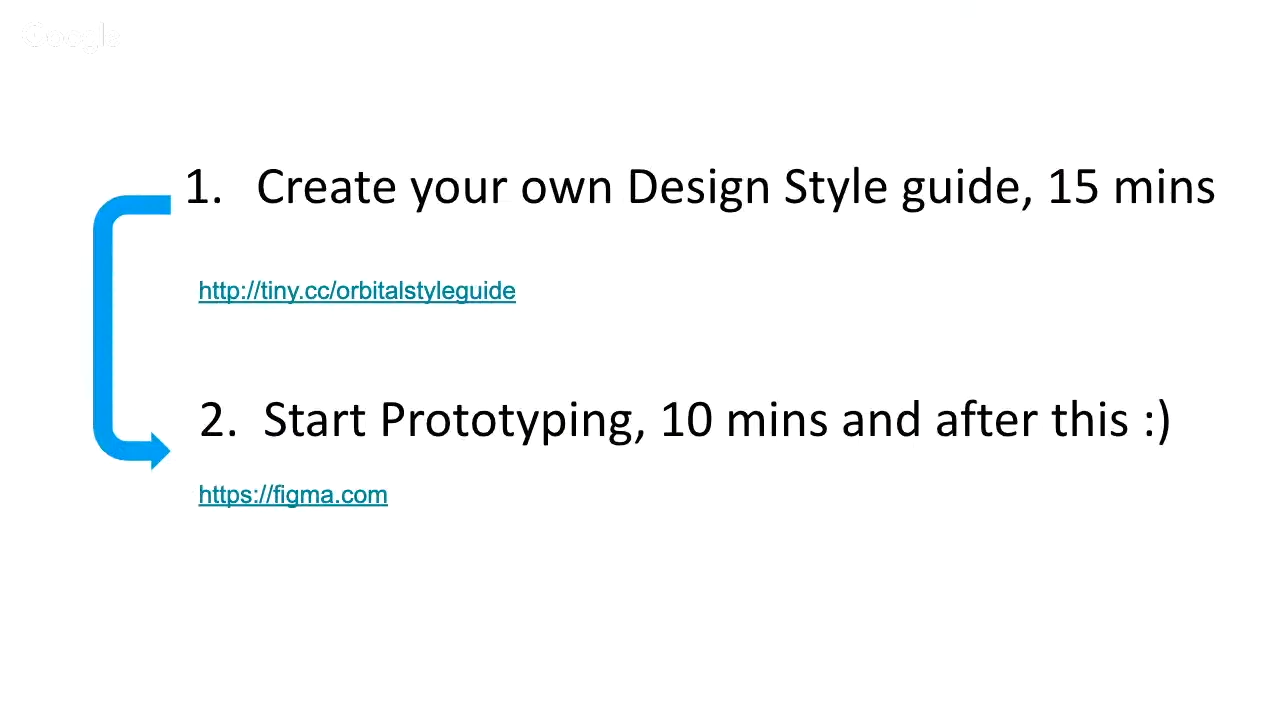 Google
1. Create your own Design Style guide, 15 mins
http://tiny.cc/orbitalstyleguide
2. Start Prototyping, 10 mins and after this :)
https://figma.com